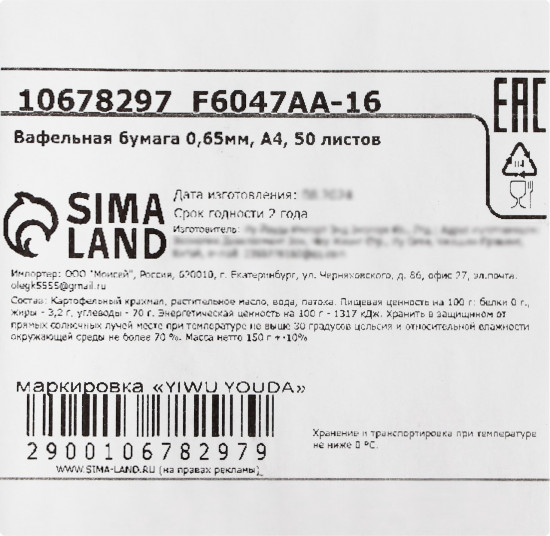 10678297 F6047AA-16
EAC
Вафельная бумага 0,65мм, А4, 50 листов
SIMA
LAND
Дата изготовления:
Срок годности 2 года
Изготовитель:
Импортер: ООО "Моисей", Россия, 620010, г. Екатеринбург, ул. Черняховского, д. 86, офис 27, эл.почта.
olegk5555@gmail.ru
Состав: Картофельный крахмал, растительное масло, вода, патока. Пищевая ценность на 100 г: белки 0 г.,
жиры - 3,2 г, углеводы - 70 г. Энергетическая ценность на 100 г - 1317 кДж. Хранить в защищенном от
прямых солнечных лучей месте при температуре не выше 30 градусов цельсия и относительной влажности
окружающей среды не более 70 %. Масса нетто 150 г +-10%
маркировка «YIWU YOUDA»
2900106782979
WWW.SIMA-LAND.RU (на правах рекламы)
Хранение и транспортировка при температуре
не ниже 0 °С.